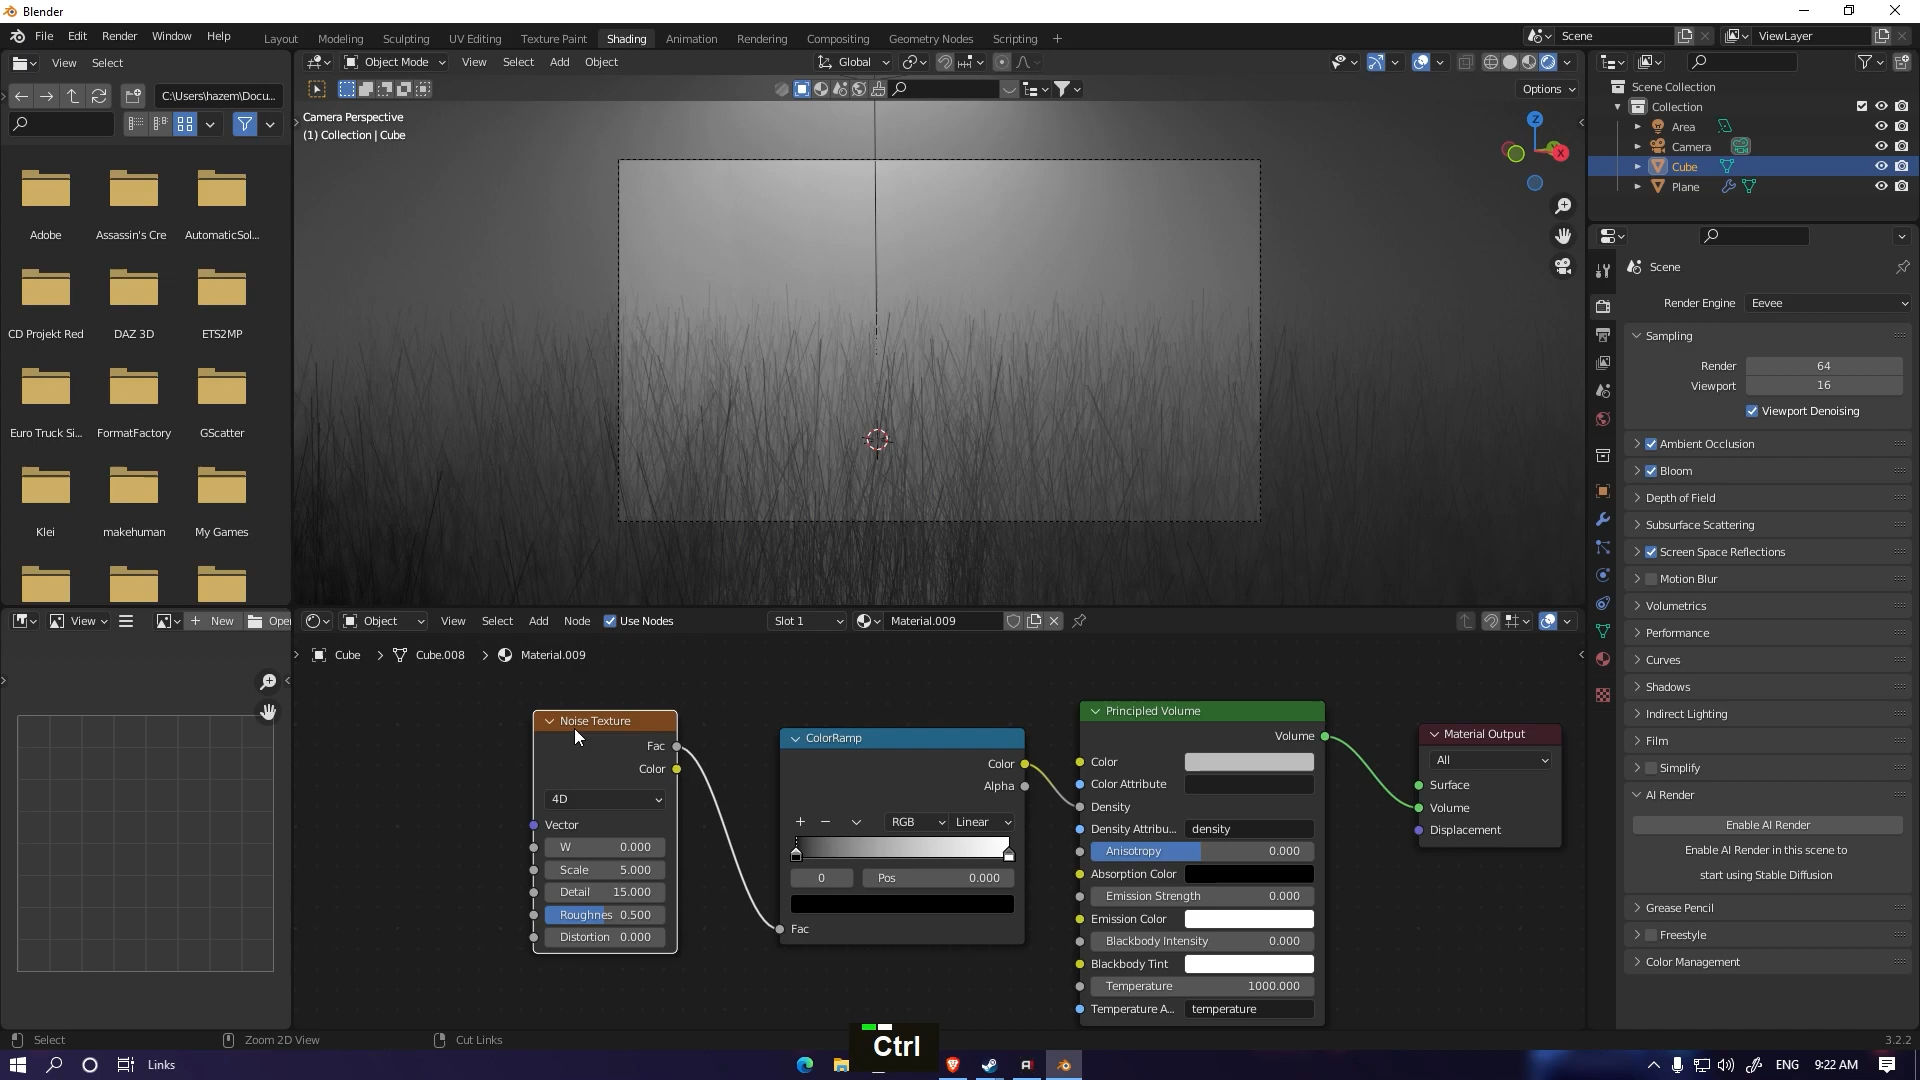 Blender
File Edit Render Window Help
Layout Modeling Sculpting UV Editing Texture Paint Shading Animation Rendering Compositing Geometry Nodes Scripting +
Scene
ViewLayer
View Select
Object Mode View Select Add Object
Global
C:\Users\hazem\Docu...
Options
Camera Perspective
(1) Collection | Cube
Z
X
Adobe
Assassin's Cre
AutomaticSol...
CD Projekt Red
DAZ 3D
ETS2MP
Euro Truck Si...
FormatFactory
GScatter
Klei
makehuman
My Games
Scene Collection
Collection
Area
Camera
Cube
Plane
Scene
Render Engine Eevee
Sampling
Render 64
Viewport 16
Viewport Denoising
Ambient Occlusion
Bloom
Depth of Field
Subsurface Scattering
Screen Space Reflections
Motion Blur
Volumetrics
Performance
Curves
Shadows
Indirect Lighting
Film
Simplify
AI Render
Enable AI Render
Enable AI Render in this scene to
start using Stable Diffusion
Grease Pencil
Freestyle
Color Management
View
New
Open
Object View Select Add Node Use Nodes
Slot 1
Material.009
Cube > Cube.008 > Material.009
Noise Texture
Fac
Color
4D
Vector
W 0.000
Scale 5.000
Detail 15.000
Roughnes 0.500
Distortion 0.000
ColorRamp
Color
Alpha
+ −
RGB
Linear
0
Pos 0.000
Fac
Principled Volume
Volume
Color
Color Attribute
Density
Density Attribu... density
Anisotropy 0.000
Absorption Color
Emission Strength 0.000
Emission Color
Blackbody Intensity 0.000
Blackbody Tint
Temperature 1000.000
Temperature A... temperature
Material Output
All
Surface
Volume
Displacement
Ctrl
Select
Zoom 2D View
Cut Links
3.2.2
Links
ENG
9:22 AM